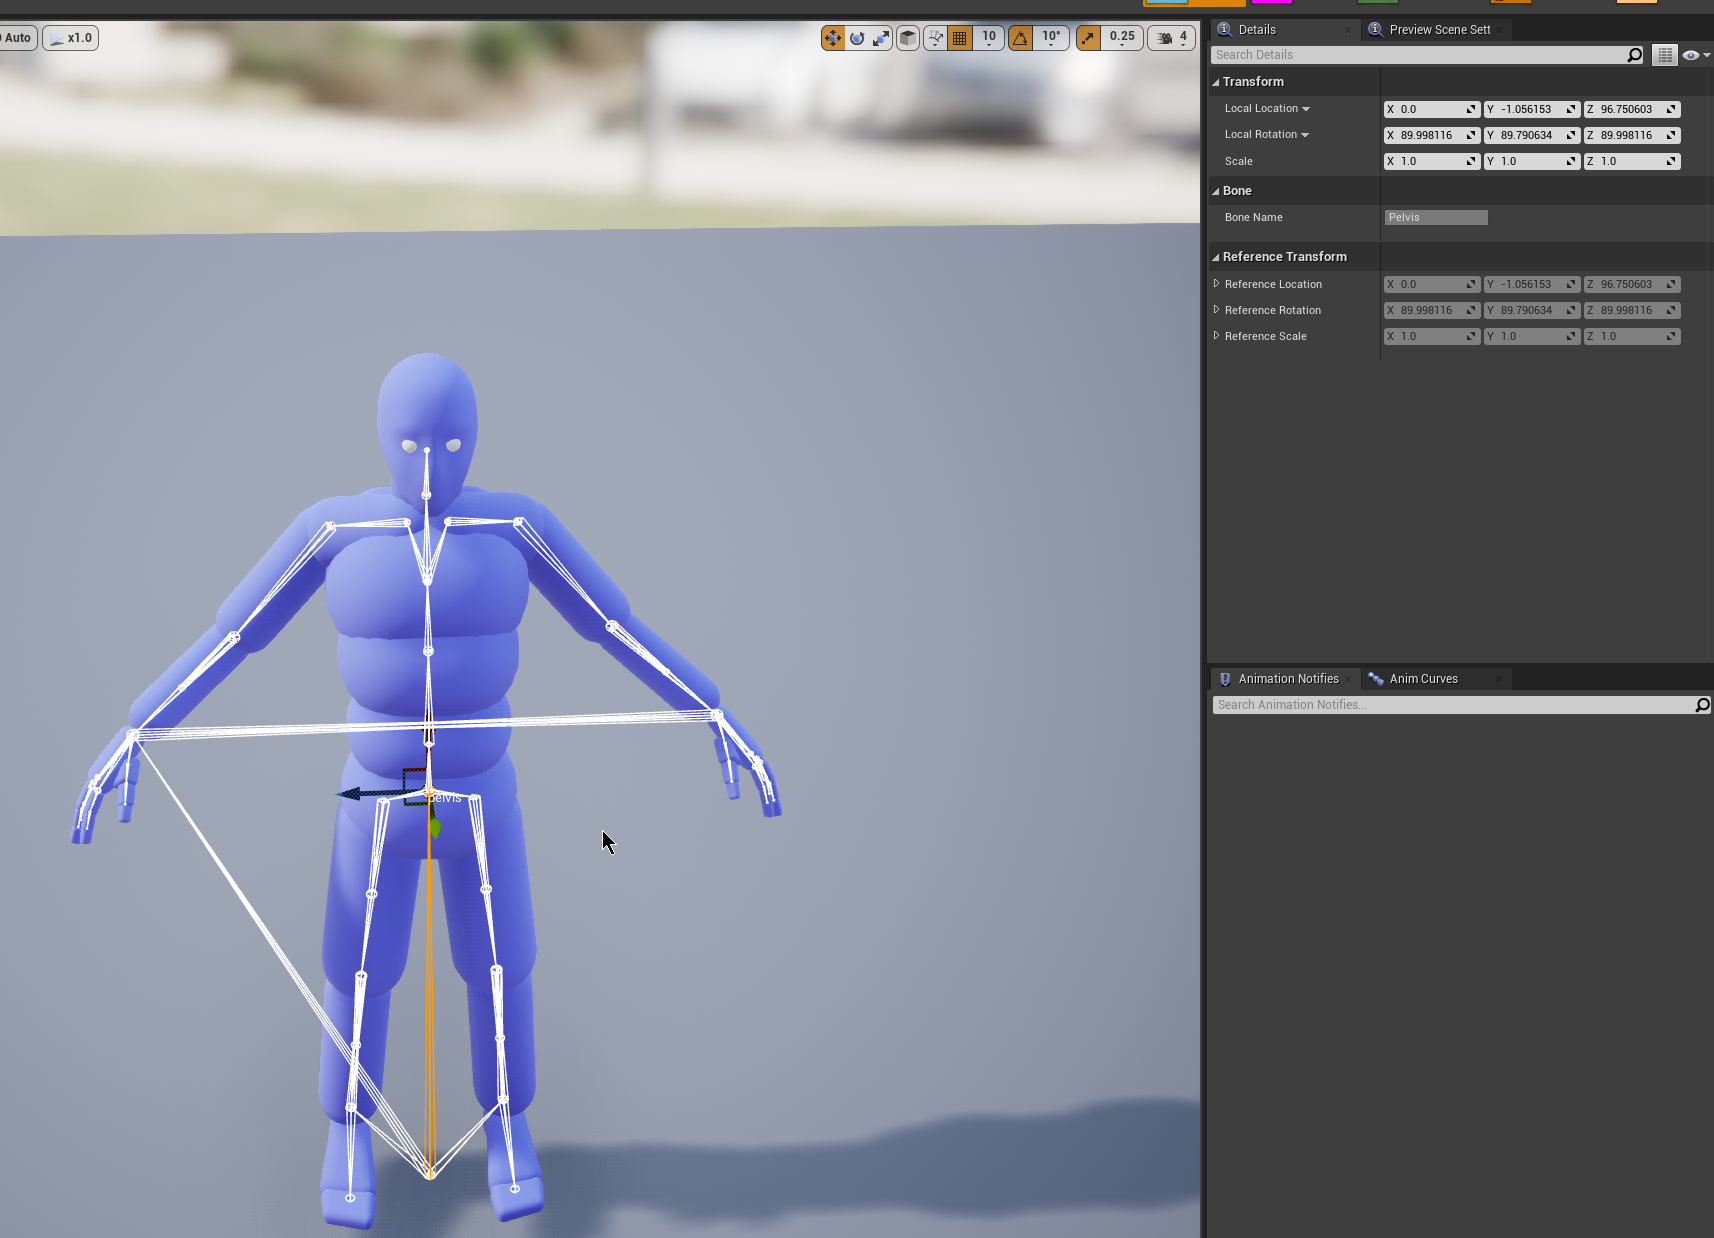 Auto
x1.0
10
10°
0.25
4
Details
Preview Scene Sett
Search Details
Transform
Local Location
X 0.0
Y -1.056153
Z 96.750603
Local Rotation
X 89.998116
Y 89.790634
Z 89.998116
Scale
X 1.0
Y 1.0
Z 1.0
Bone
Bone Name
Pelvis
Reference Transform
Reference Location
X 0.0
Y -1.056153
Z 96.750603
Reference Rotation
X 89.998116
Y 89.790634
Z 89.998116
Reference Scale
X 1.0
Y 1.0
Z 1.0
Animation Notifies
Anim Curves
Search Animation Notifies...
Pelvis